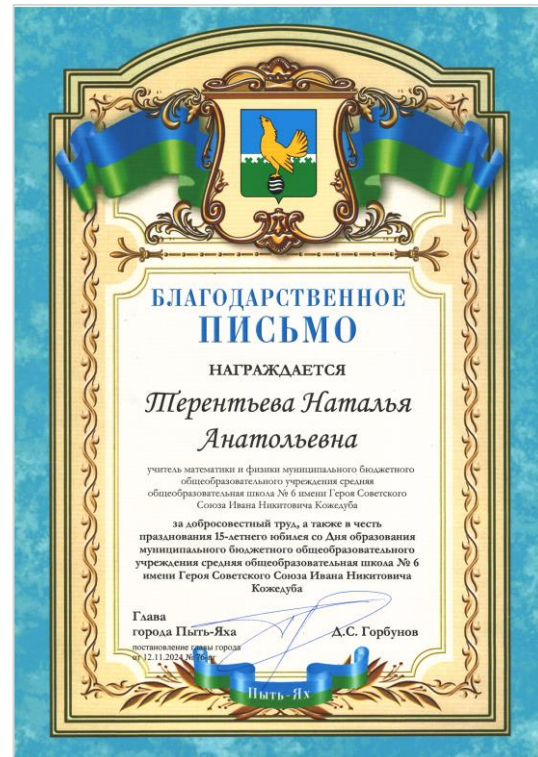 БЛАГОДАРСТВЕННОЕ
ПИСЬМО
НАГРАЖДАЕТСЯ
Терентьева Наталья
Анатольевна
учитель математики и физики муниципального бюджетного
общеобразовательного учреждения средняя
общеобразовательная школа № 6 имени Героя Советского
Союза Ивана Никитовича Кожедуба
за добросовестный труд, а также в честь
празднования 15-летнего юбилея со Дня образования
муниципального бюджетного общеобразовательного
учреждения средняя общеобразовательная школа № 6
имени Героя Советского Союза Ивана Никитовича
Кожедуба
Глава
города Пыть-Яха Д.С. Горбунов
постановление главы города
от 12.11.2024 №
Пыть-Ях